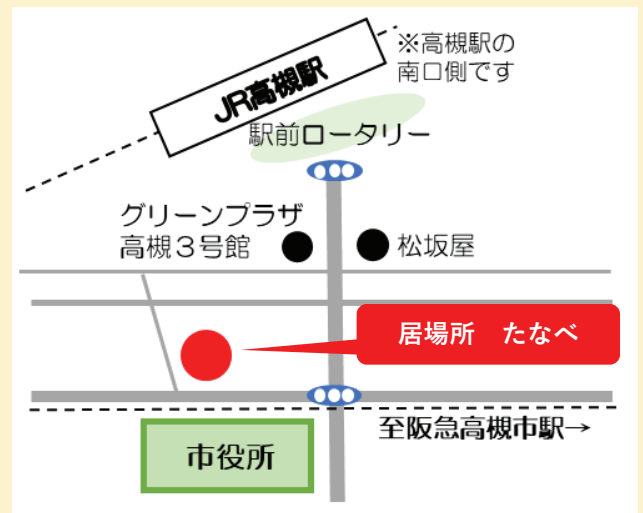 ※高槻駅の
南口側です
JR高槻駅
駅前ロータリー
グリーンプラザ
高槻３号館
松坂屋
居場所　たなべ
至阪急高槻市駅→
市役所